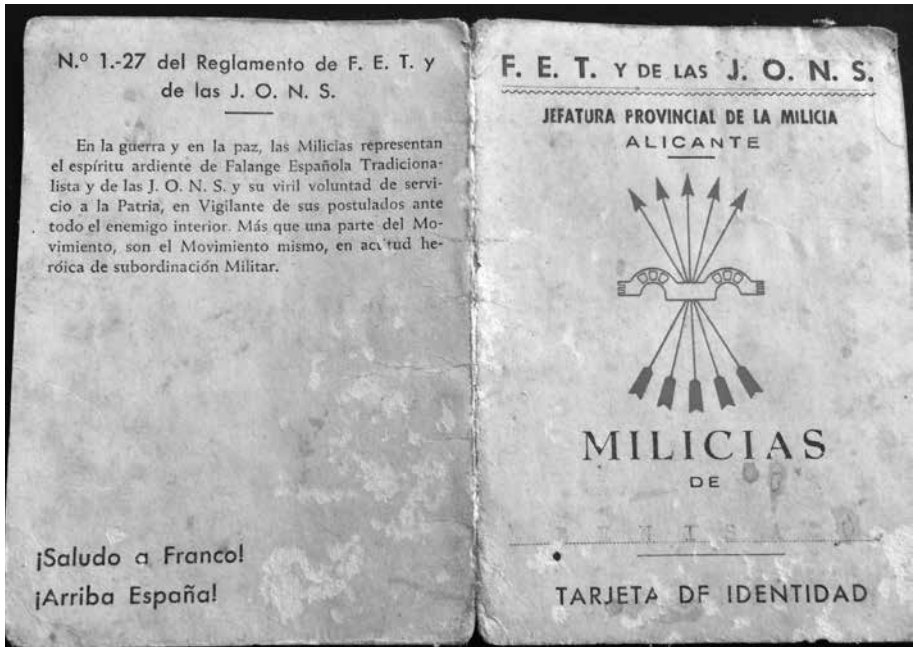 N.º 1.-27 del Reglamento de F. E. T. y
de las J. O. N. S.
En la guerra y en la paz, las Milicias representan
el espíritu ardiente de Falange Española Tradiciona-
lista y de las J. O. N. S. y su viril voluntad de servi-
cio a la Patria, en Vigilante de sus postulados ante
todo el enemigo interior. Más que una parte del Mo-
vimiento, son el Movimiento mismo, en actitud he-
róica de subordinación Militar.
¡Saludo a Franco!
¡Arriba España!
F. E. T. Y DE LAS J. O. N. S.
JEFATURA PROVINCIAL DE LA MILICIA
ALICANTE
MILICIAS
DE
TARJETA DE IDENTIDAD